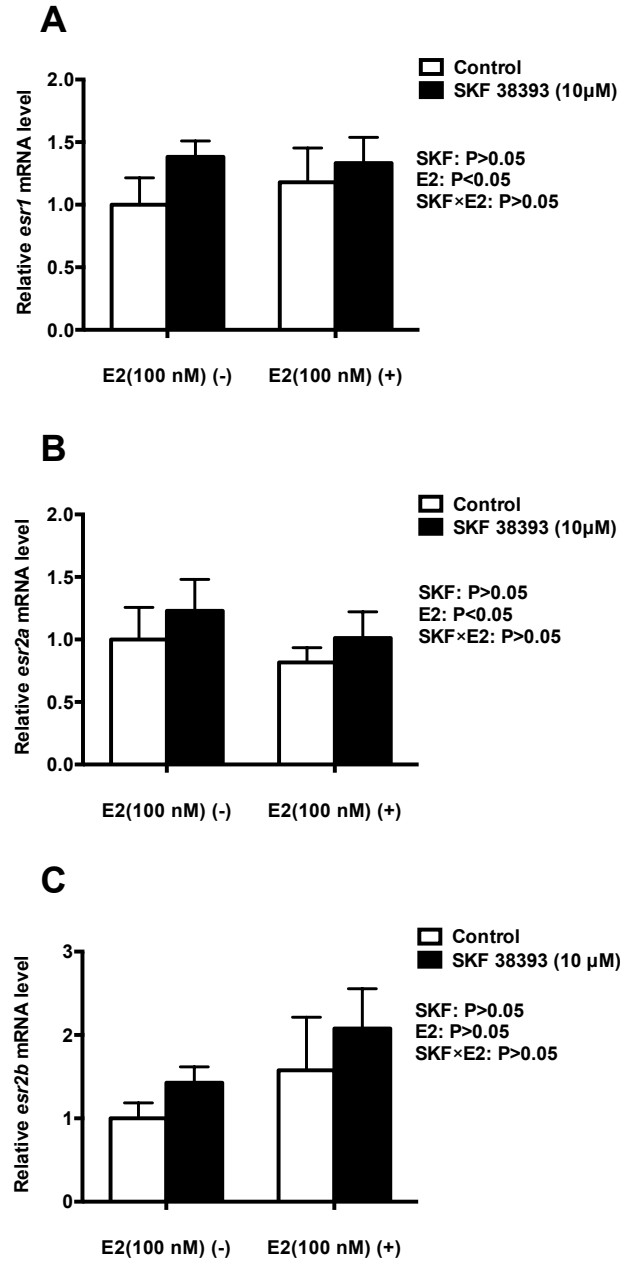 A
Relative esr1 mRNA level
2.0
1.5
1.0
0.5
0.0
E2(100 nM) (-)
E2(100 nM) (+)
Control
SKF 38393 (10μM)
SKF: P>0.05
E2: P<0.05
SKF×E2: P>0.05
B
Relative esr2a mRNA level
2.0
1.5
1.0
0.5
0.0
E2(100 nM) (-)
E2(100 nM) (+)
Control
SKF 38393 (10μM)
SKF: P>0.05
E2: P<0.05
SKF×E2: P>0.05
C
Relative esr2b mRNA level
3
2
1
0
E2(100 nM) (-)
E2(100 nM) (+)
Control
SKF 38393 (10 μM)
SKF: P>0.05
E2: P>0.05
SKF×E2: P>0.05